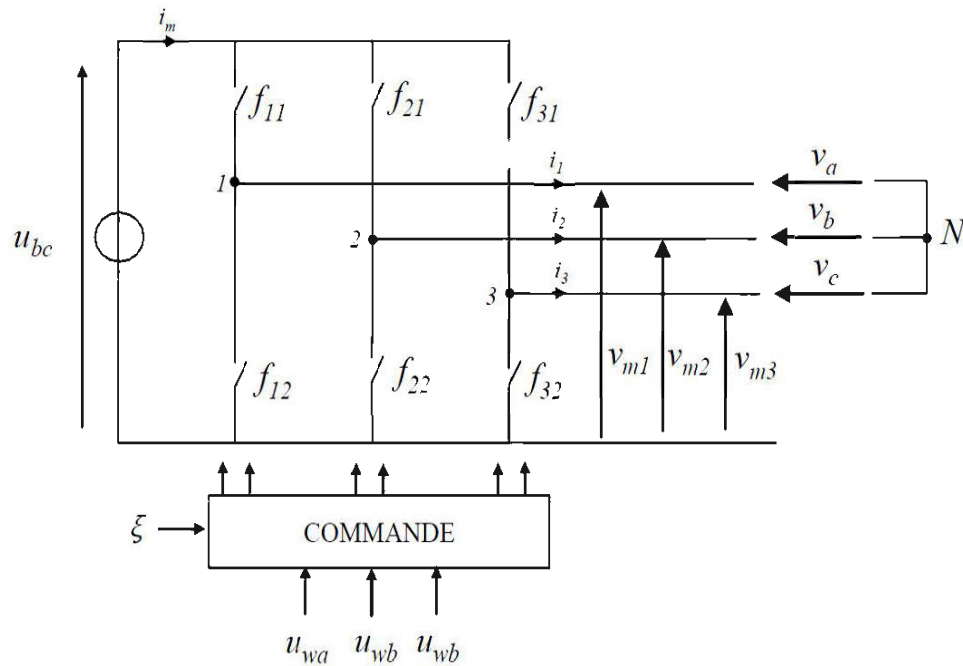 i_m
f_11 f_21 f_31
1 i_1 v_a
u_bc 2 i_2 v_b N
3 i_3 v_c
v_m1 v_m2 v_m3
f_12 f_22 f_32
ξ COMMANDE
u_wa u_wb u_wb